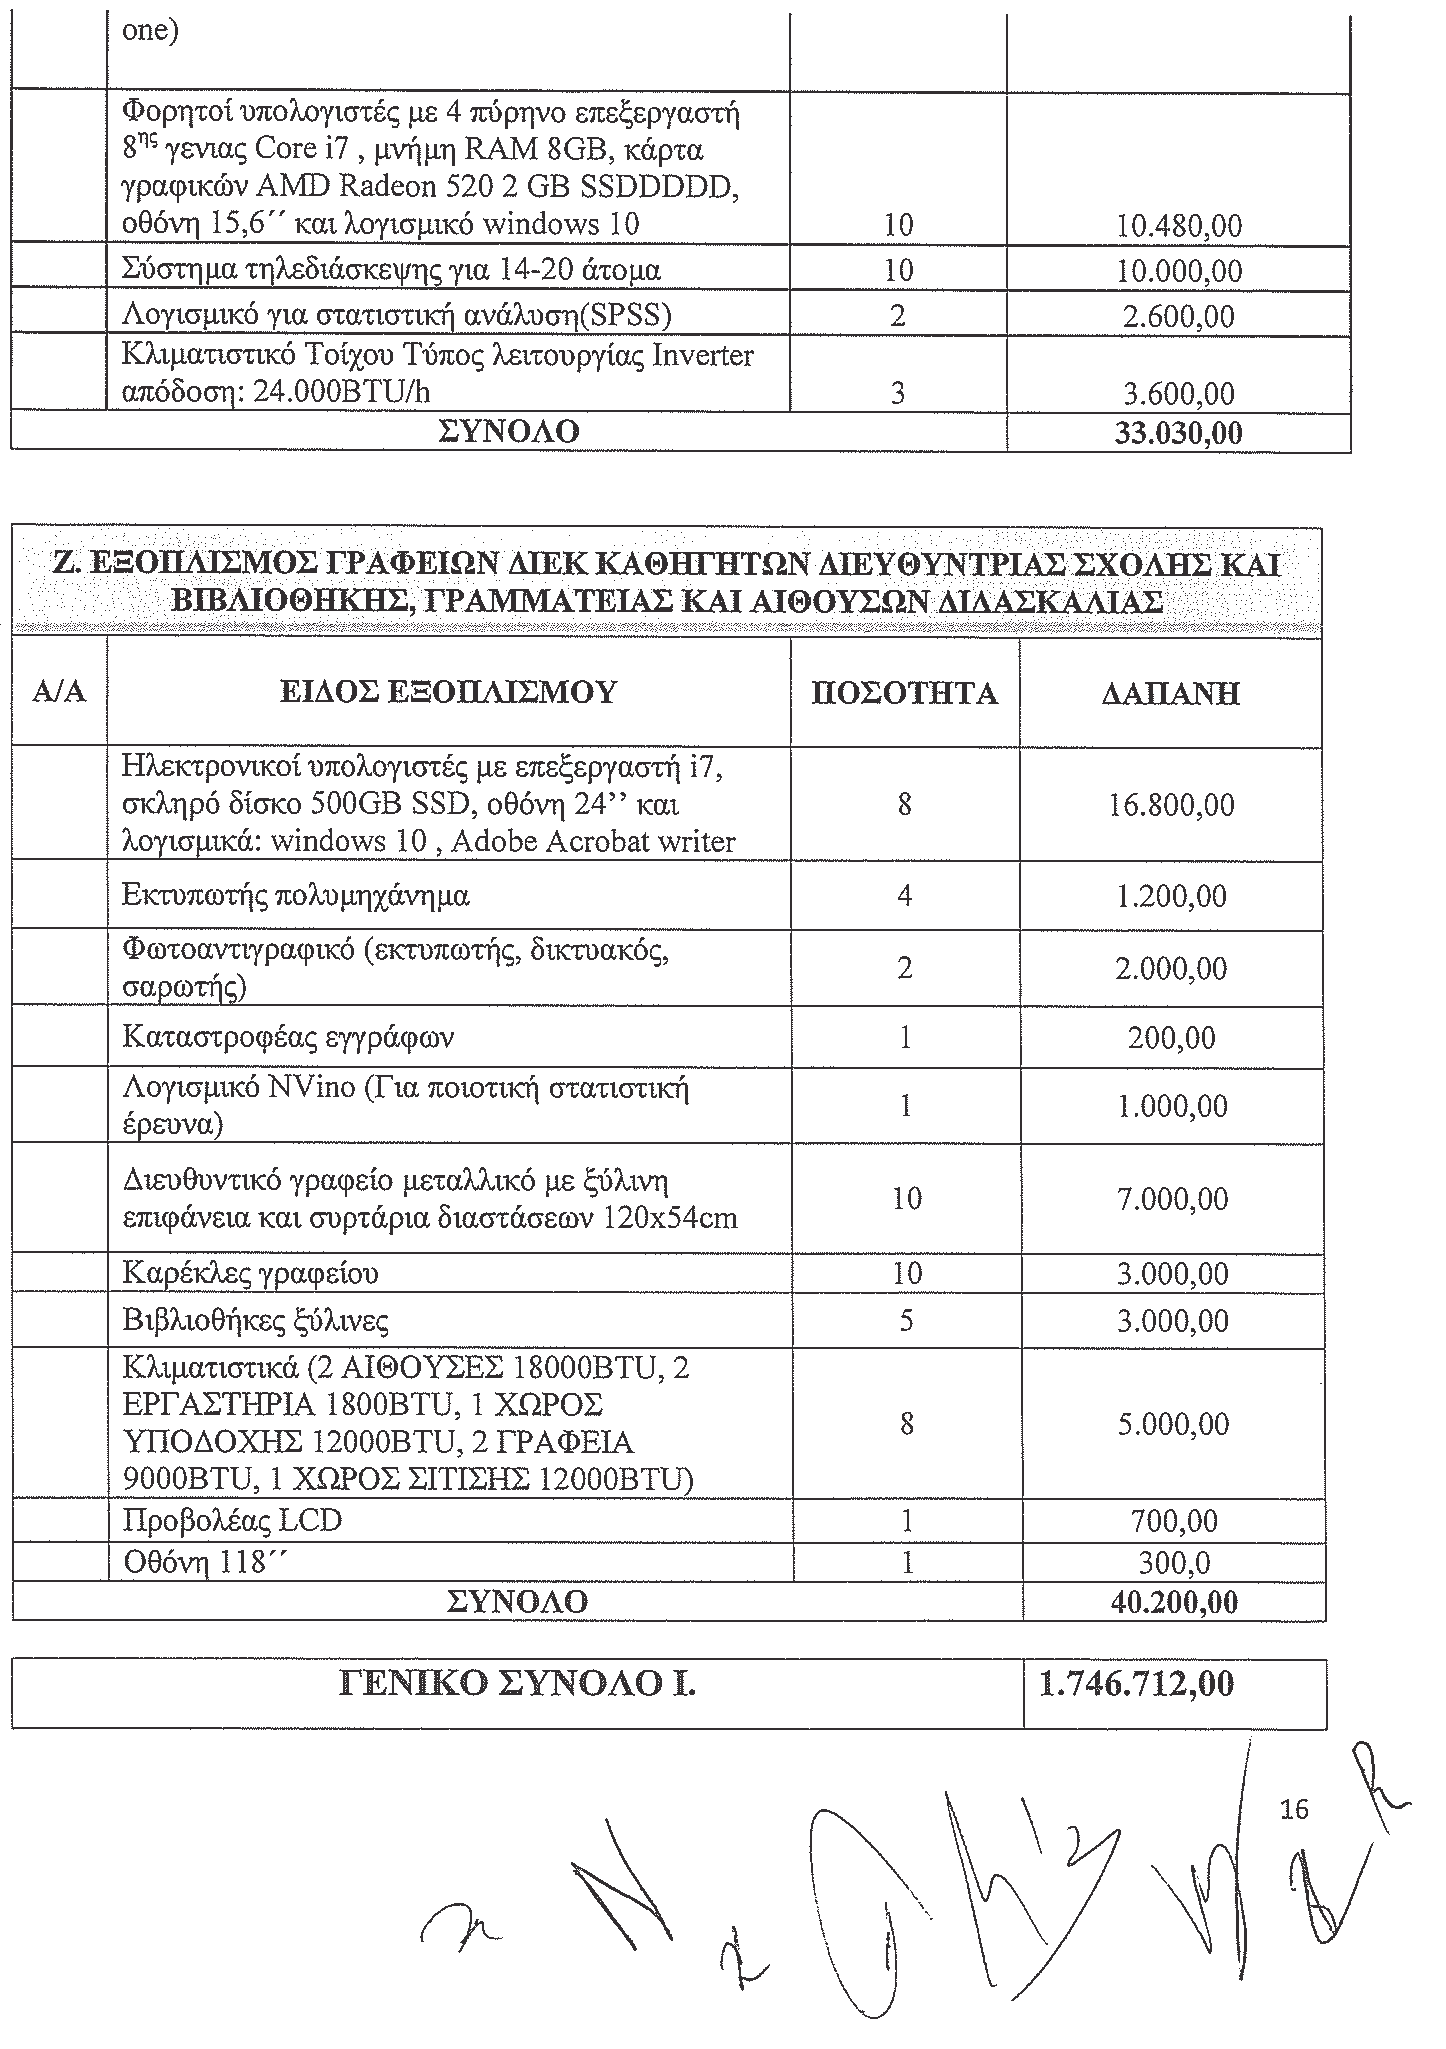 one)
Φορητοί υπολογιστές με 4 πύρηνο επεξεργαστή
8ης γενιας Core i7 , μνήμη RAM 8GB, κάρτα
γραφικών AMD Radeon 520 2 GB SSDDDDD,
οθόνη 15,6΄΄ και λογισμικό windows 10 10 10.480,00
Σύστημα τηλεδιάσκεψης για 14-20 άτομα 10 10.000,00
Λογισμικό για στατιστική ανάλυση(SPSS) 2 2.600,00
Κλιματιστικό Τοίχου Τύπος λειτουργίας Inverter
απόδοση: 24.000BTU/h 3 3.600,00
ΣΥΝΟΛΟ 33.030,00
Ζ. ΕΞΟΠΛΙΣΜΟΣ ΓΡΑΦΕΙΩΝ ΔΙΕΚ ΚΑΘΗΓΗΤΩΝ ΔΙΕΥΘΥΝΤΡΙΑΣ ΣΧΟΛΗΣ ΚΑΙ
ΒΙΒΛΙΟΘΗΚΗΣ, ΓΡΑΜΜΑΤΕΙΑΣ ΚΑΙ ΑΙΘΟΥΣΩΝ ΔΙΔΑΣΚΑΛΙΑΣ
Α/Α ΕΙΔΟΣ ΕΞΟΠΛΙΣΜΟΥ ΠΟΣΟΤΗΤΑ ΔΑΠΑΝΗ
Ηλεκτρονικοί υπολογιστές με επεξεργαστή i7,
σκληρό δίσκο 500GB SSD, οθόνη 24’’ και 8 16.800,00
λογισμικά: windows 10 , Adobe Acrobat writer
Εκτυπωτής πολυμηχάνημα 4 1.200,00
Φωτοαντιγραφικό (εκτυπωτής, δικτυακός,
σαρωτής) 2 2.000,00
Καταστροφέας εγγράφων 1 200,00
Λογισμικό NVino (Για ποιοτική στατιστική
έρευνα) 1 1.000,00
Διευθυντικό γραφείο μεταλλικό με ξύλινη
επιφάνεια και συρτάρια διαστάσεων 120x54cm 10 7.000,00
Καρέκλες γραφείου 10 3.000,00
Βιβλιοθήκες ξύλινες 5 3.000,00
Κλιματιστικά (2 ΑΙΘΟΥΣΕΣ 18000BTU, 2
ΕΡΓΑΣΤΗΡΙΑ 1800BTU, 1 ΧΩΡΟΣ
ΥΠΟΔΟΧΗΣ 12000BTU, 2 ΓΡΑΦΕΙΑ 8 5.000,00
9000BTU, 1 ΧΩΡΟΣ ΣΙΤΙΣΗΣ 12000BTU)
Προβολέας LCD 1 700,00
Οθόνη 118΄΄ 1 300,0
ΣΥΝΟΛΟ 40.200,00
ΓΕΝΙΚΟ ΣΥΝΟΛΟ Ι. 1.746.712,00
16